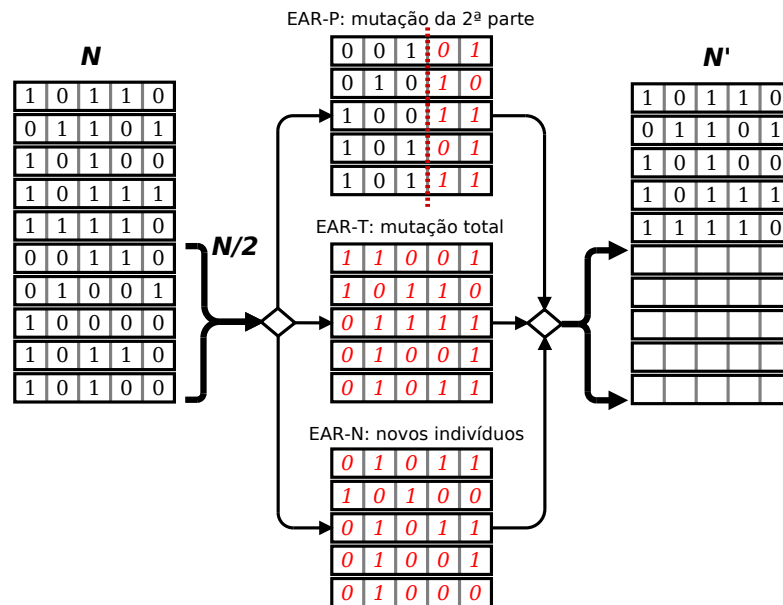 N
1 0 1 1 0
0 1 1 0 1
1 0 1 0 0
1 0 1 1 1
1 1 1 1 0
0 0 1 1 0
0 1 0 0 1
1 0 0 0 0
1 0 1 1 0
1 0 1 0 0
N/2
EAR-P: mutação da 2ª parte
0 0 1 0 1
0 1 0 1 0
1 0 0 1 1
1 0 1 0 1
1 0 1 1 1
EAR-T: mutação total
1 1 0 0 1
1 0 1 1 0
0 1 1 1 1
0 1 0 0 1
0 1 0 1 1
EAR-N: novos indivíduos
0 1 0 1 1
1 0 1 0 0
0 1 0 1 1
0 1 0 0 1
0 1 0 0 0
N'
1 0 1 1 0
0 1 1 0 1
1 0 1 0 0
1 0 1 1 1
1 1 1 1 0